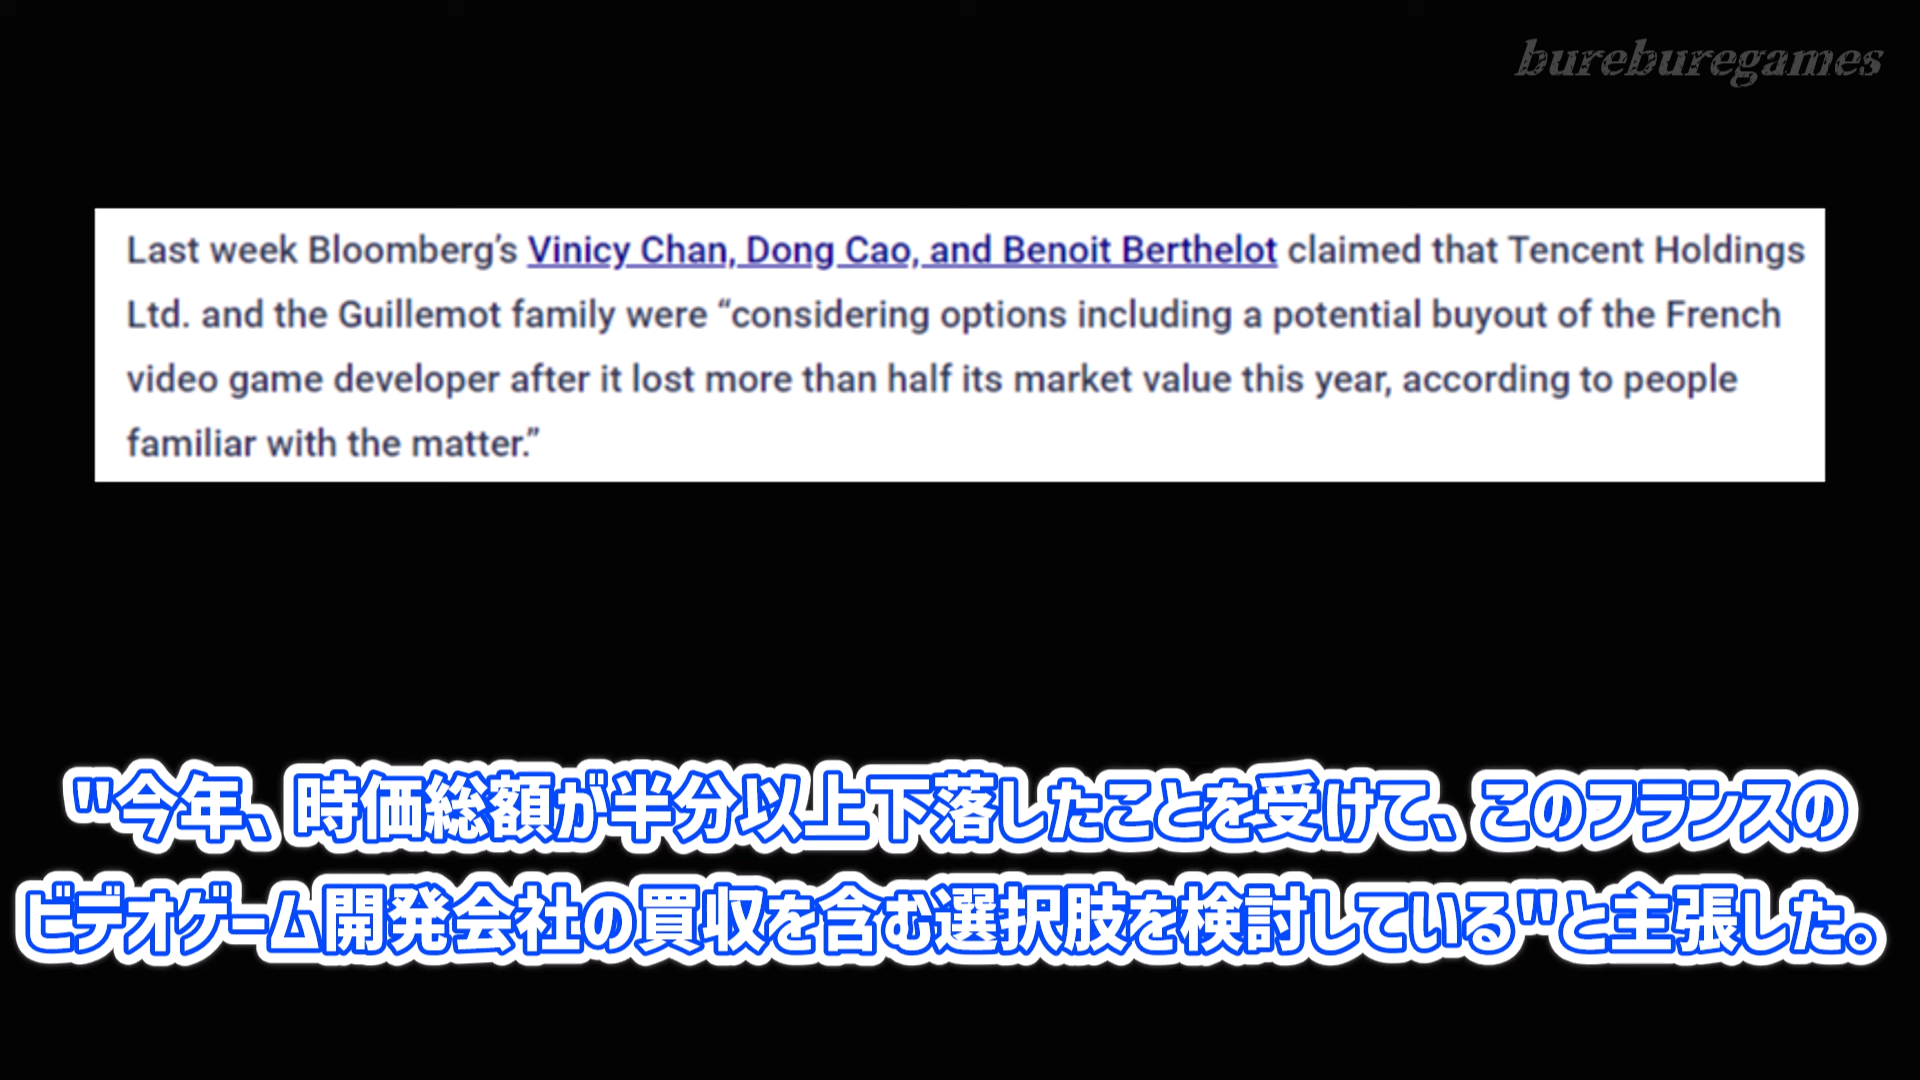 bureburegames
Last week Bloomberg’s Vinicy Chan, Dong Cao, and Benoit Berthelot claimed that Tencent Holdings
Ltd. and the Guillemot family were “considering options including a potential buyout of the French
video game developer after it lost more than half its market value this year, according to people
familiar with the matter.”
"今年、時価総額が半分以上下落したことを受けて、このフランスの
ビデオゲーム開発会社の買収を含む選択肢を検討している"と主張した。